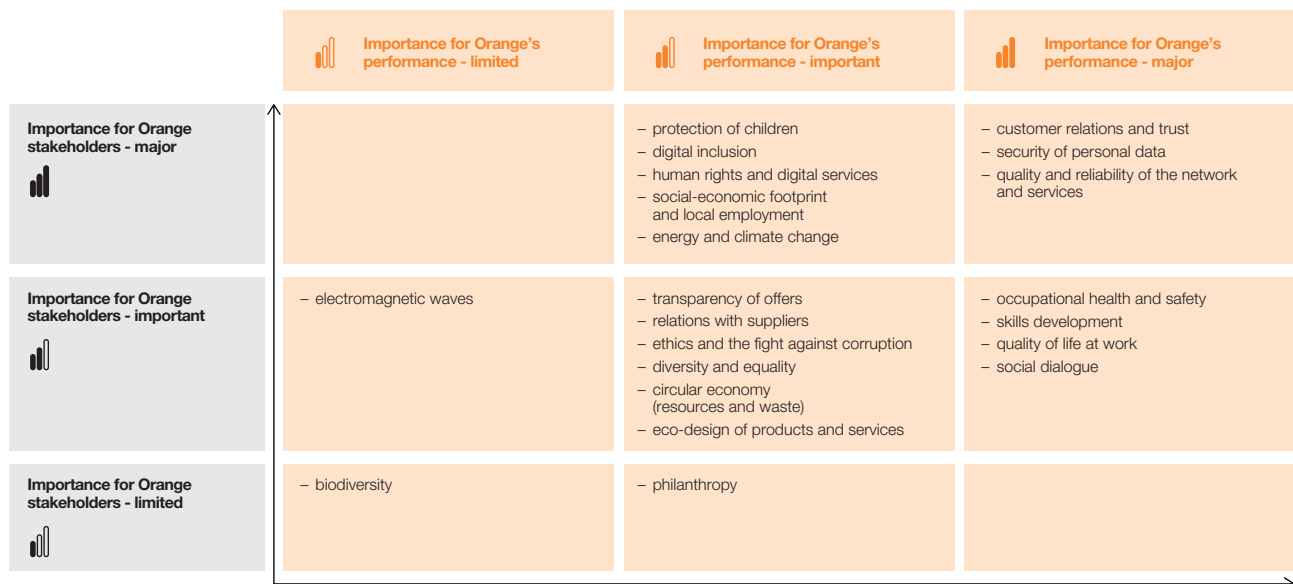 Importance for Orange's
performance - limited
Importance for Orange's
performance - important
Importance for Orange's
performance - major
Importance for Orange
stakeholders - major
– protection of children
– digital inclusion
– human rights and digital services
– social-economic footprint
and local employment
– energy and climate change
– customer relations and trust
– security of personal data
– quality and reliability of the network
and services
Importance for Orange
stakeholders - important
– electromagnetic waves
– transparency of offers
– relations with suppliers
– ethics and the fight against corruption
– diversity and equality
– circular economy
(resources and waste)
– eco-design of products and services
– occupational health and safety
– skills development
– quality of life at work
– social dialogue
Importance for Orange
stakeholders - limited
– biodiversity
– philanthropy